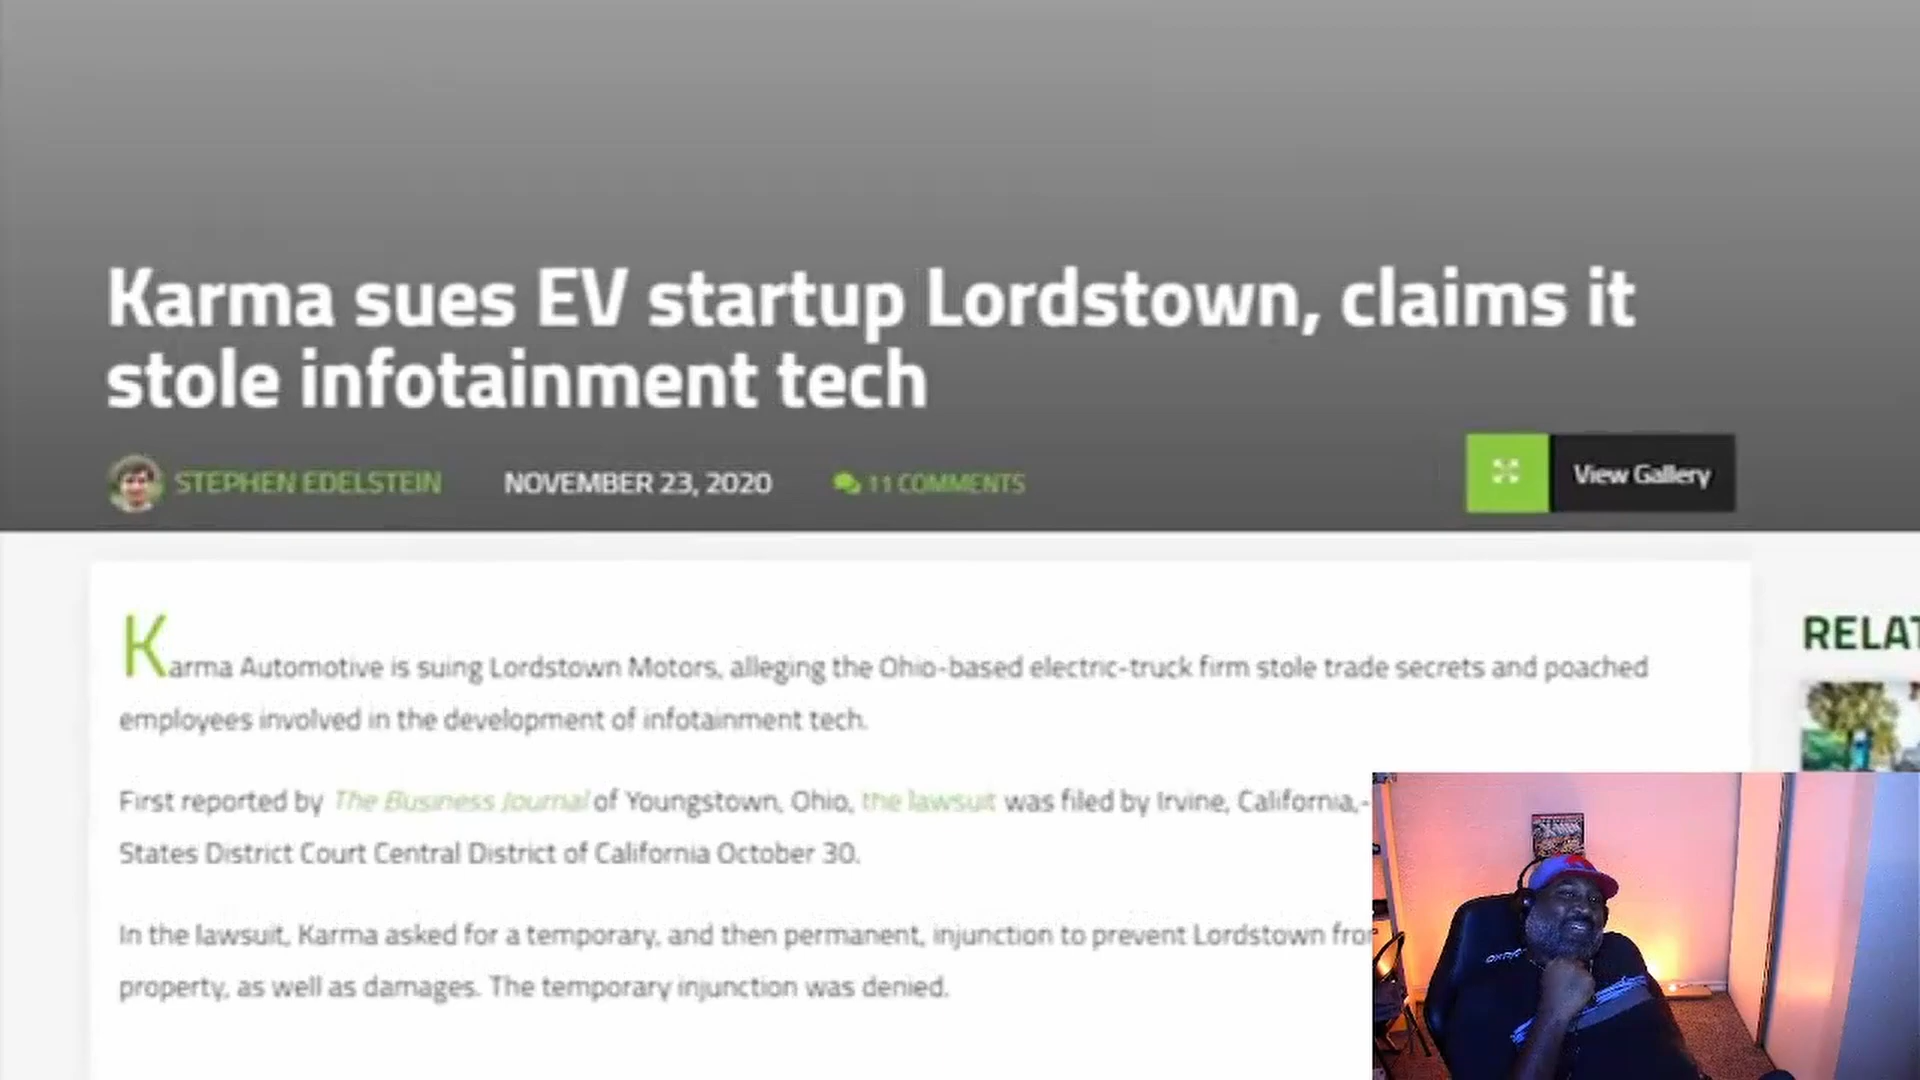 Karma sues EV startup Lordstown, claims it
stole infotainment tech
STEPHEN EDELSTEIN NOVEMBER 23, 2020 11 COMMENTS
View Gallery
Karma Automotive is suing Lordstown Motors, alleging the Ohio-based electric-truck firm stole trade secrets and poached
employees involved in the development of infotainment tech.
RELAT
First reported by The Business Journal of Youngstown, Ohio, the lawsuit was filed by Irvine, California,-
States District Court Central District of California October 30.
In the lawsuit, Karma asked for a temporary, and then permanent, injunction to prevent Lordstown from
property, as well as damages. The temporary injunction was denied.